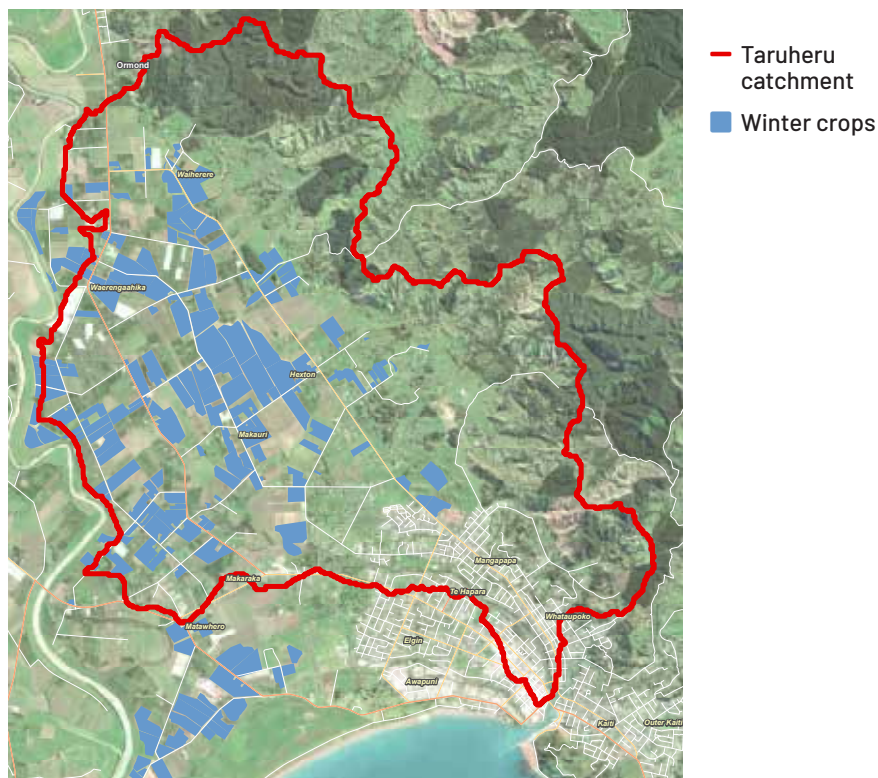 Ormond
Waiherere
Waerengaahika
Hexton
Makauri
Mangapapa
Makaraka
Te Hapara
Whataupoko
Matawhero
Elgin
Awapuni
Kaiti
Outer Kaiti
Taruheru
catchment
Winter crops